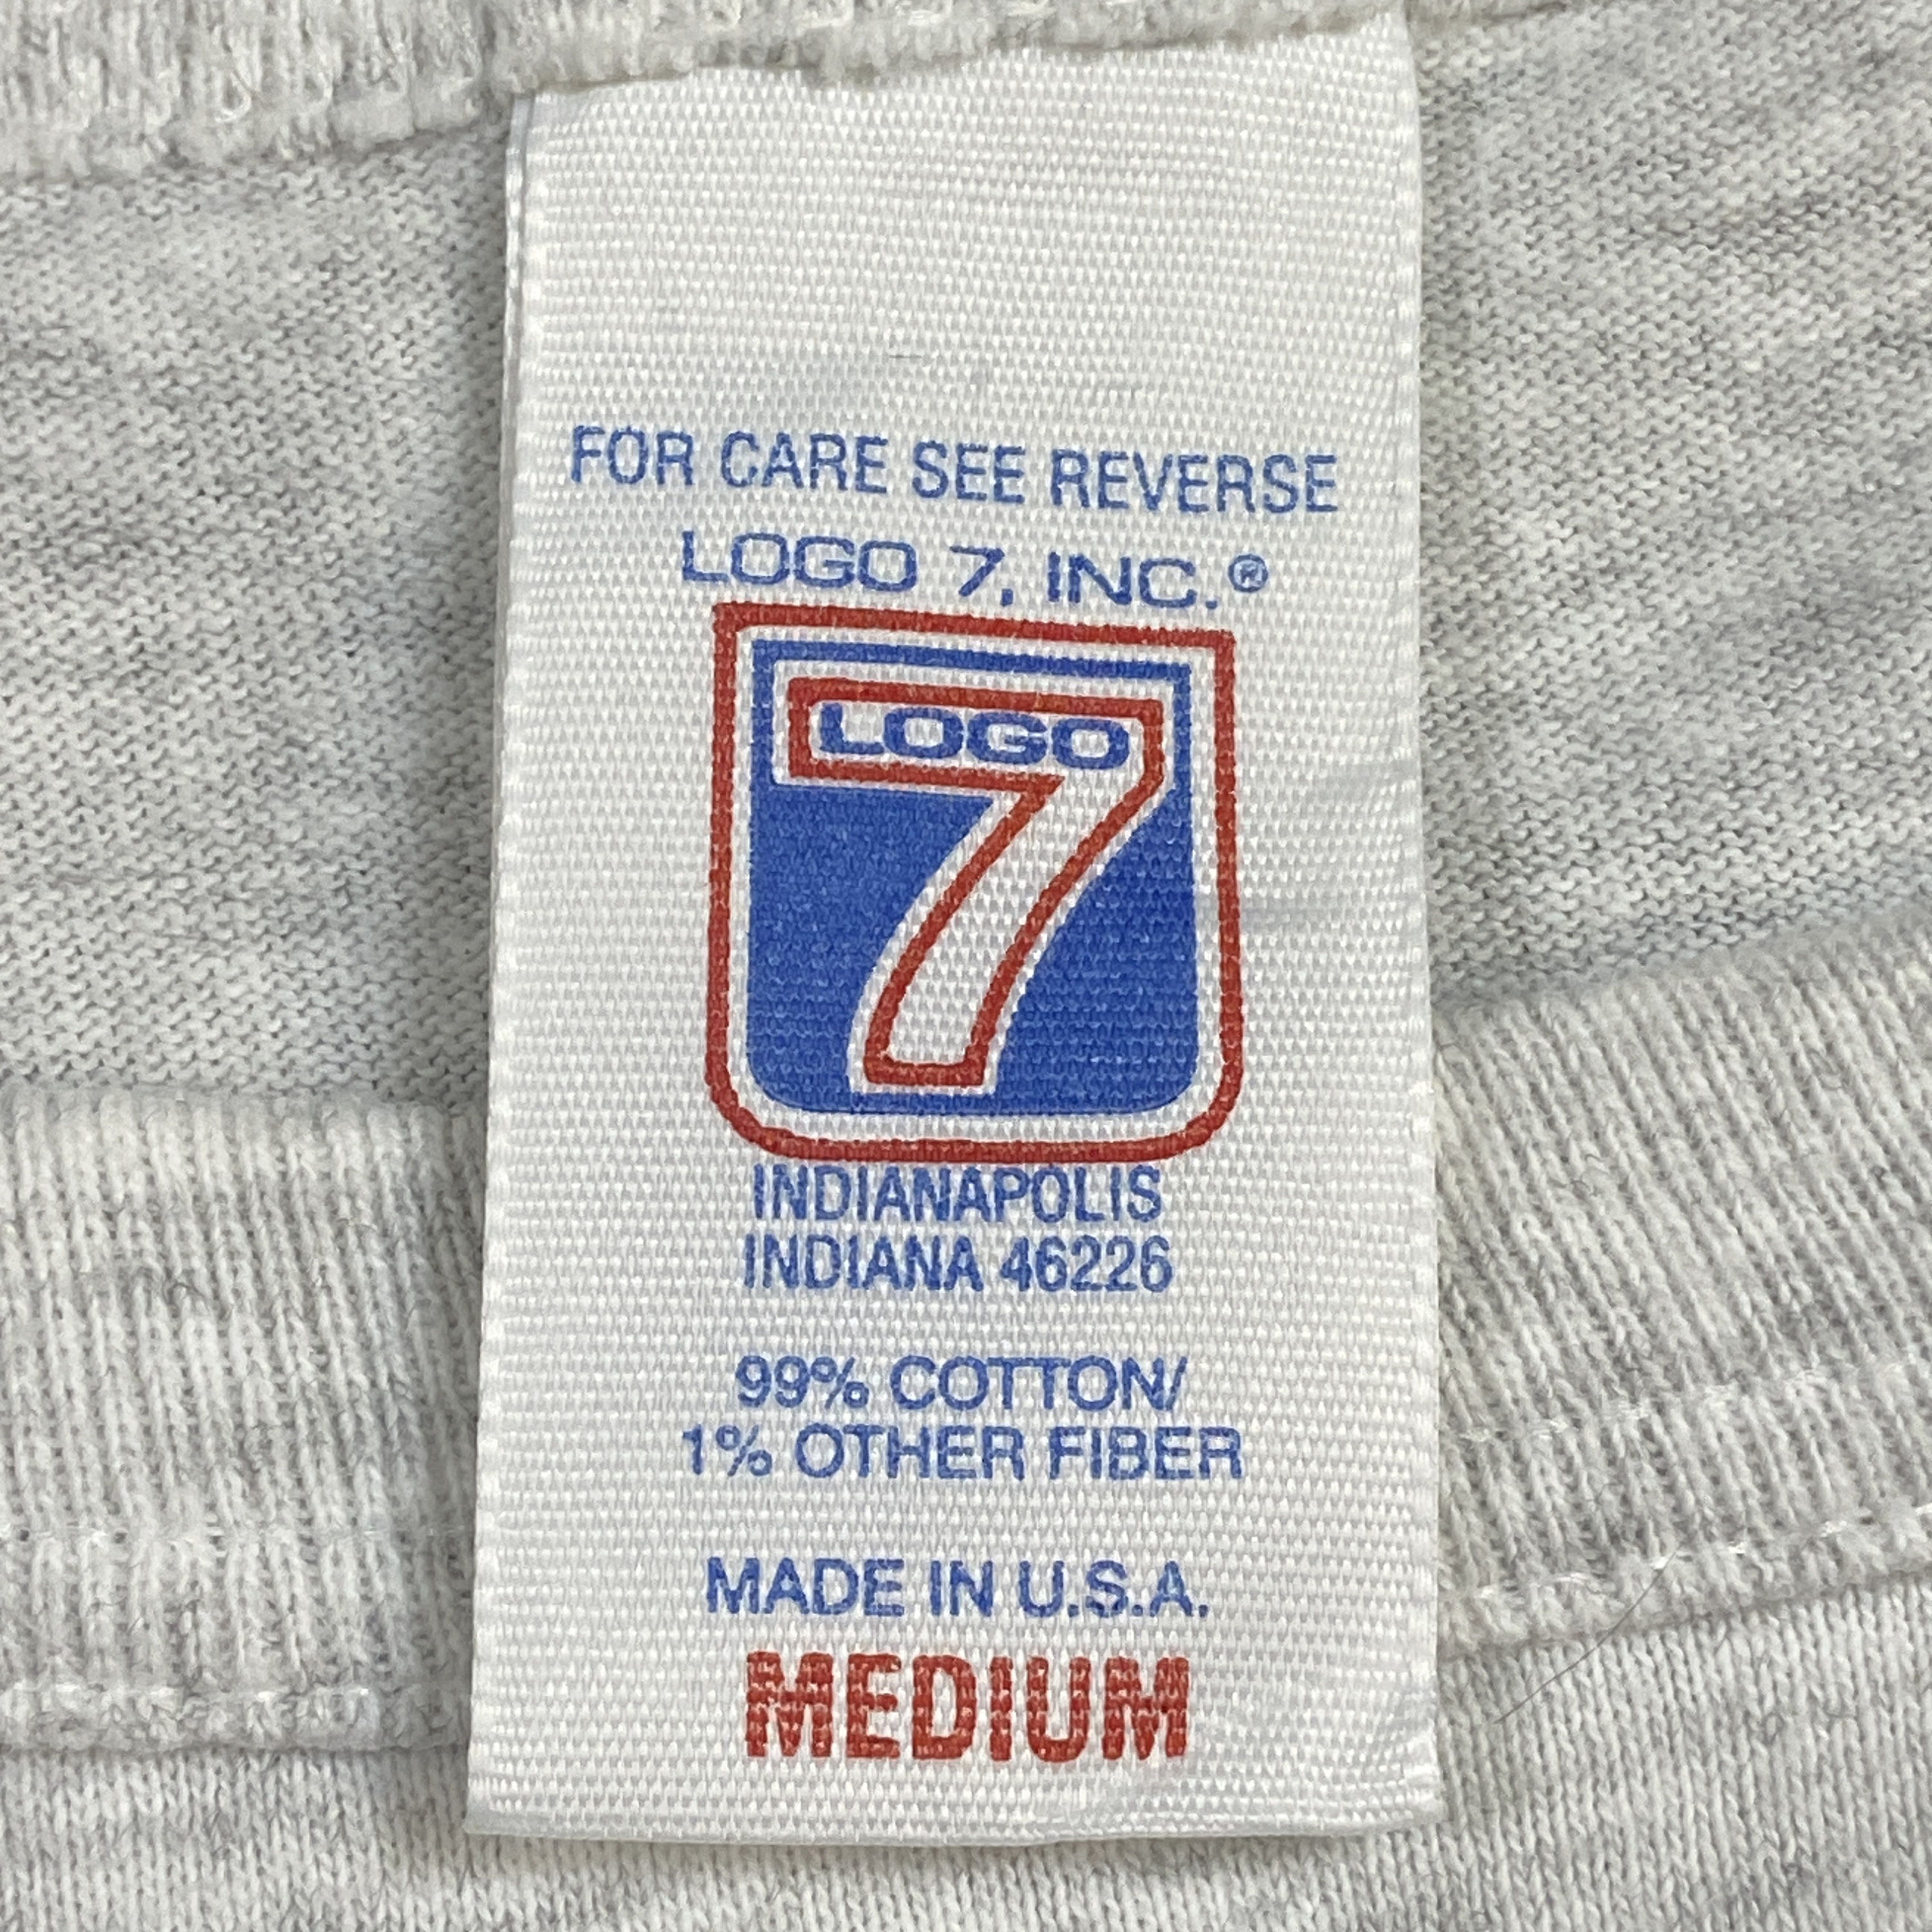 FOR CARE SEE REVERSE
LOGO 7, INC.®
LOGO
7
INDIANAPOLIS
INDIANA 46226
99% COTTON/
1% OTHER FIBER
MADE IN U.S.A.
MEDIUM